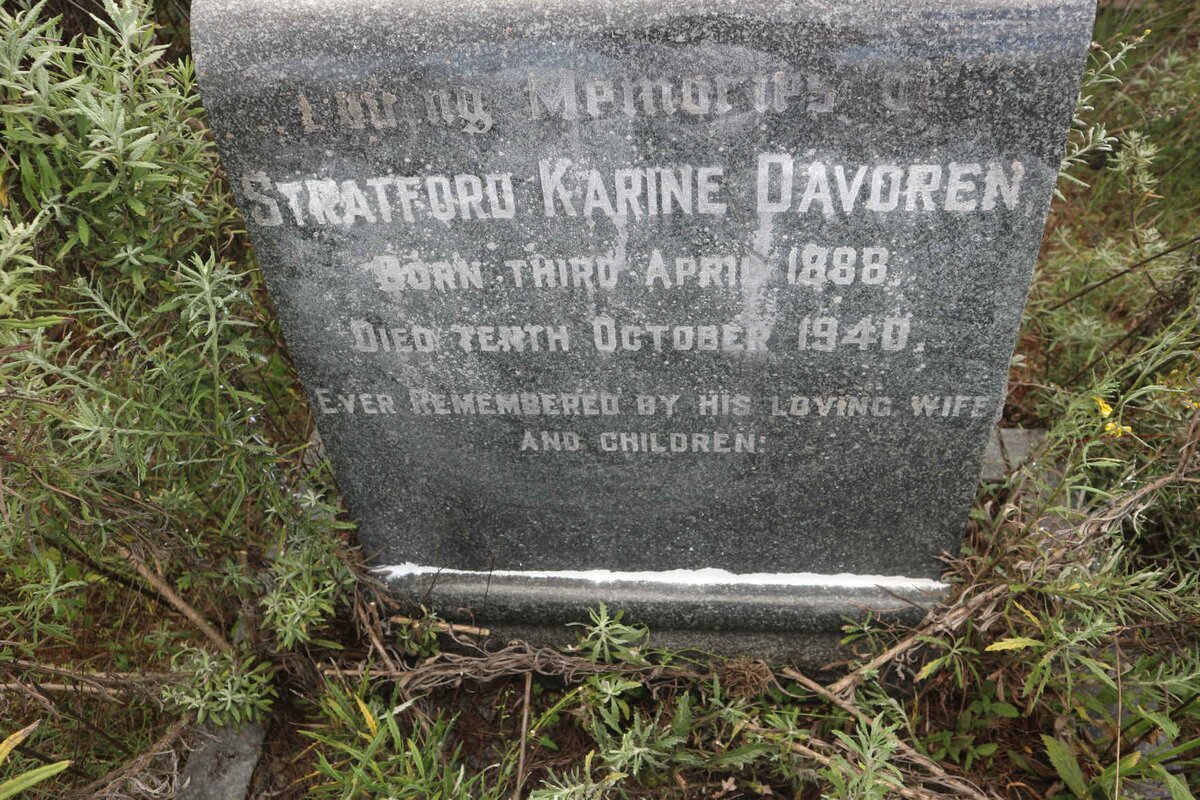 Loving Memories of
STRATFORD KARINE DAVOREN,
BORN THIRD APRIL 1888.
DIED TENTH OCTOBER 1940.
EVER REMEMBERED BY HIS LOVING WIFE
AND CHILDREN: